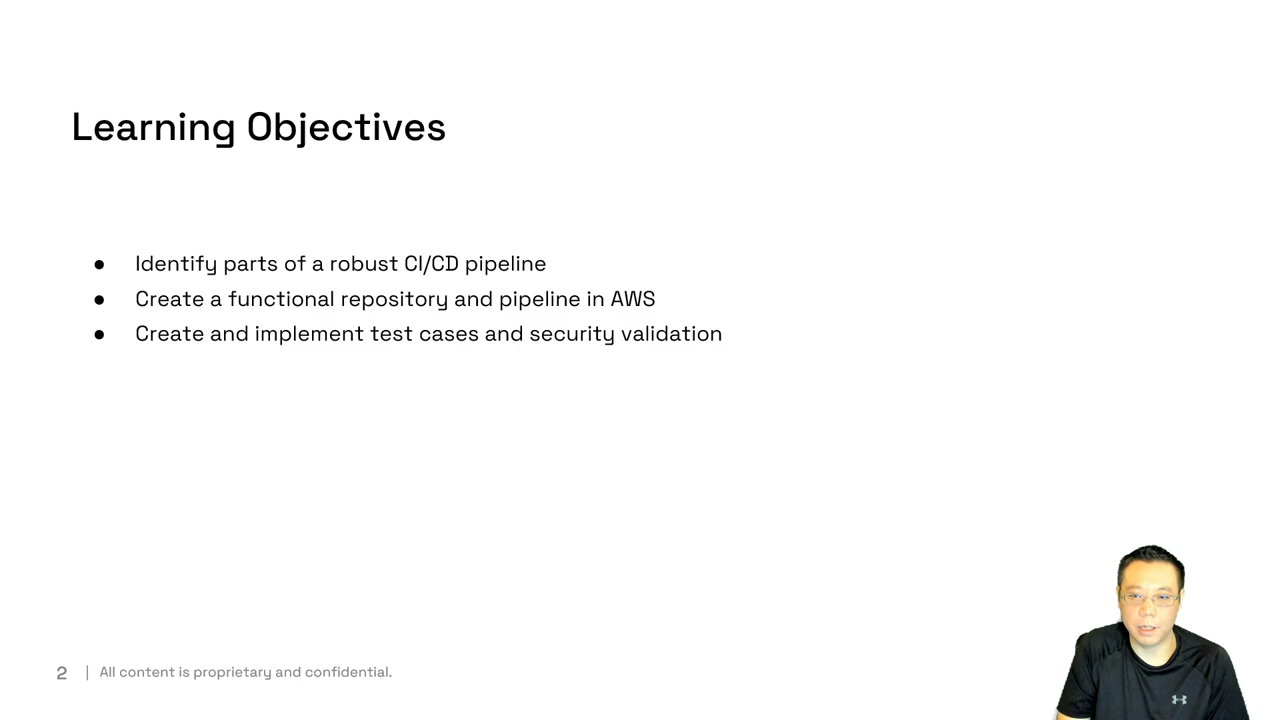 Learning Objectives
● Identify parts of a robust CI/CD pipeline
● Create a functional repository and pipeline in AWS
● Create and implement test cases and security validation
2 | All content is proprietary and confidential.